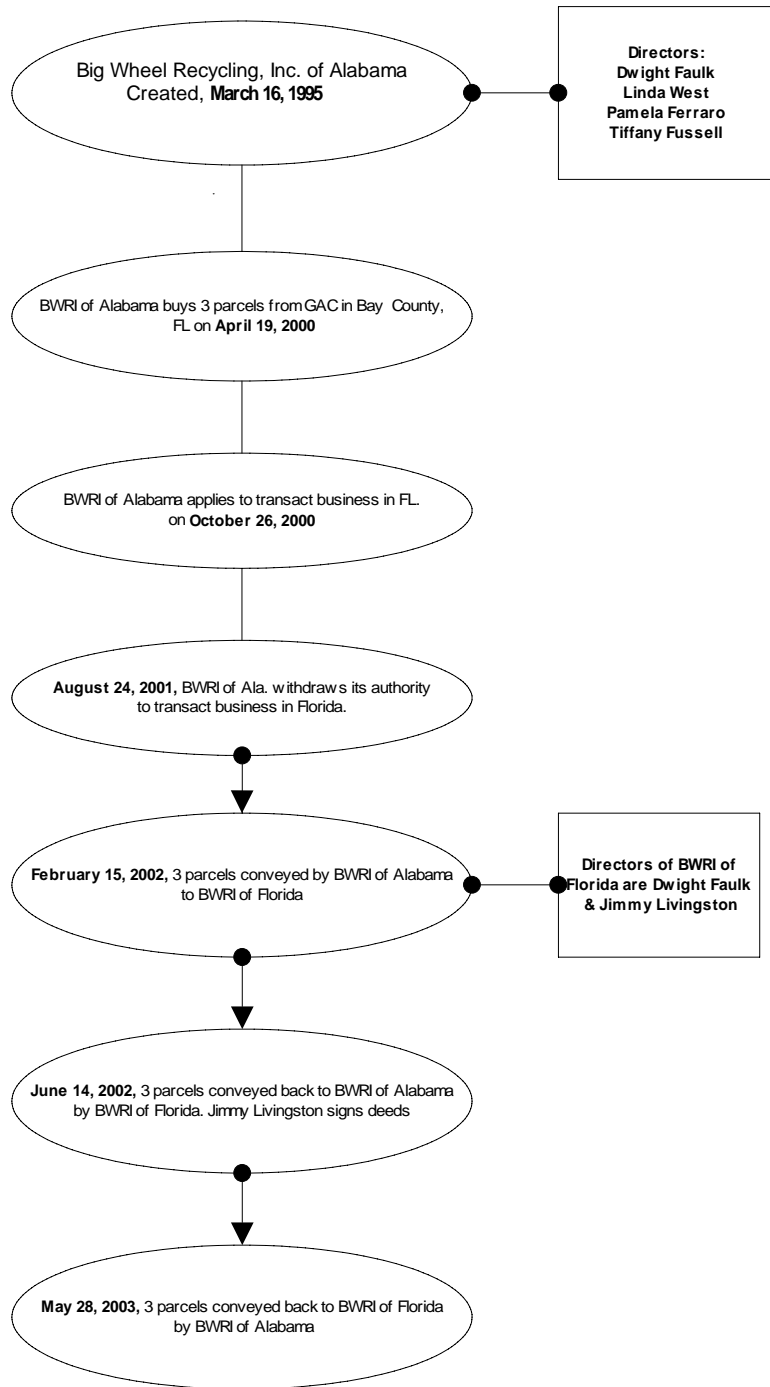 Big Wheel Recycling, Inc. of Alabama
Created, March 16, 1995
Directors:
Dwight Faulk
Linda West
Pamela Ferraro
Tiffany Fussell
BWRI of Alabama buys 3 parcels from GAC in Bay County,
FL on April 19, 2000
BWRI of Alabama applies to transact business in FL.
on October 26, 2000
August 24, 2001, BWRI of Ala. withdraws its authority
to transact business in Florida.
February 15, 2002, 3 parcels conveyed by BWRI of Alabama
to BWRI of Florida
Directors of BWRI of
Florida are Dwight Faulk
& Jimmy Livingston
June 14, 2002, 3 parcels conveyed back to BWRI of Alabama
by BWRI of Florida. Jimmy Livingston signs deeds
May 28, 2003, 3 parcels conveyed back to BWRI of Florida
by BWRI of Alabama